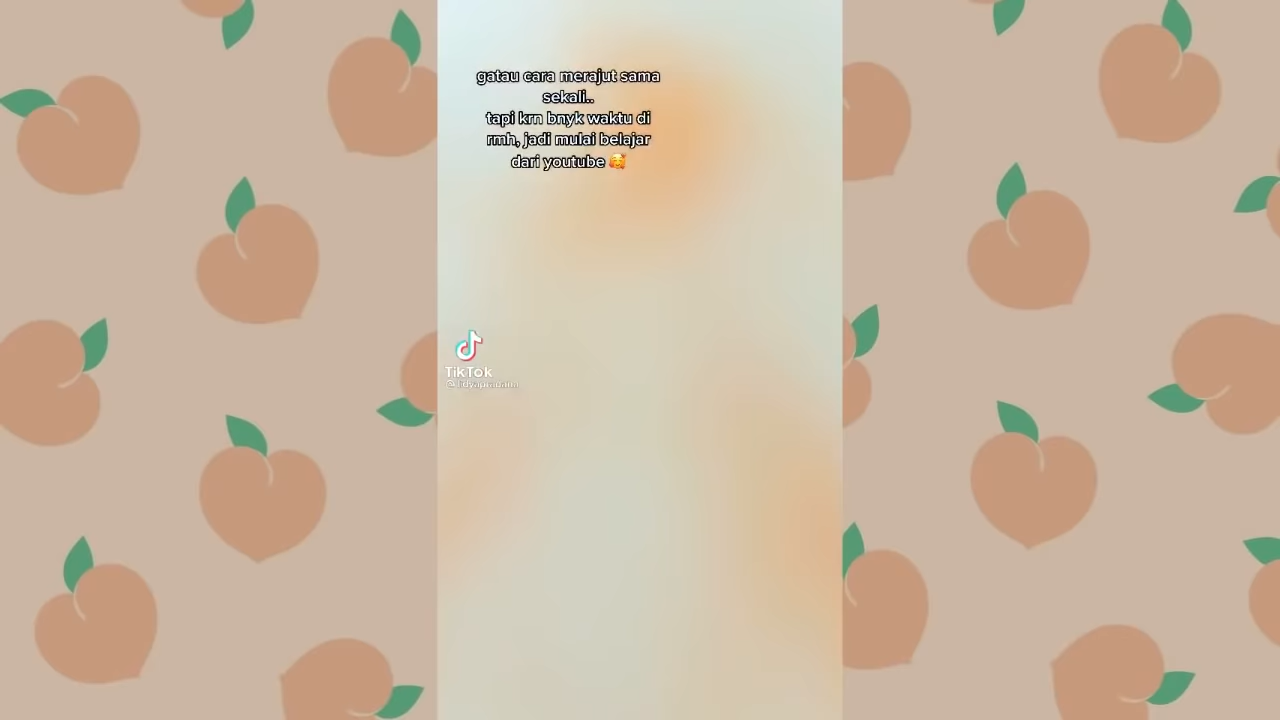 gatau cara merajut sama
sekali..
tapi krn bnyk waktu di
rmh, jadi mulai belajar
dari youtube 🥰
TikTok